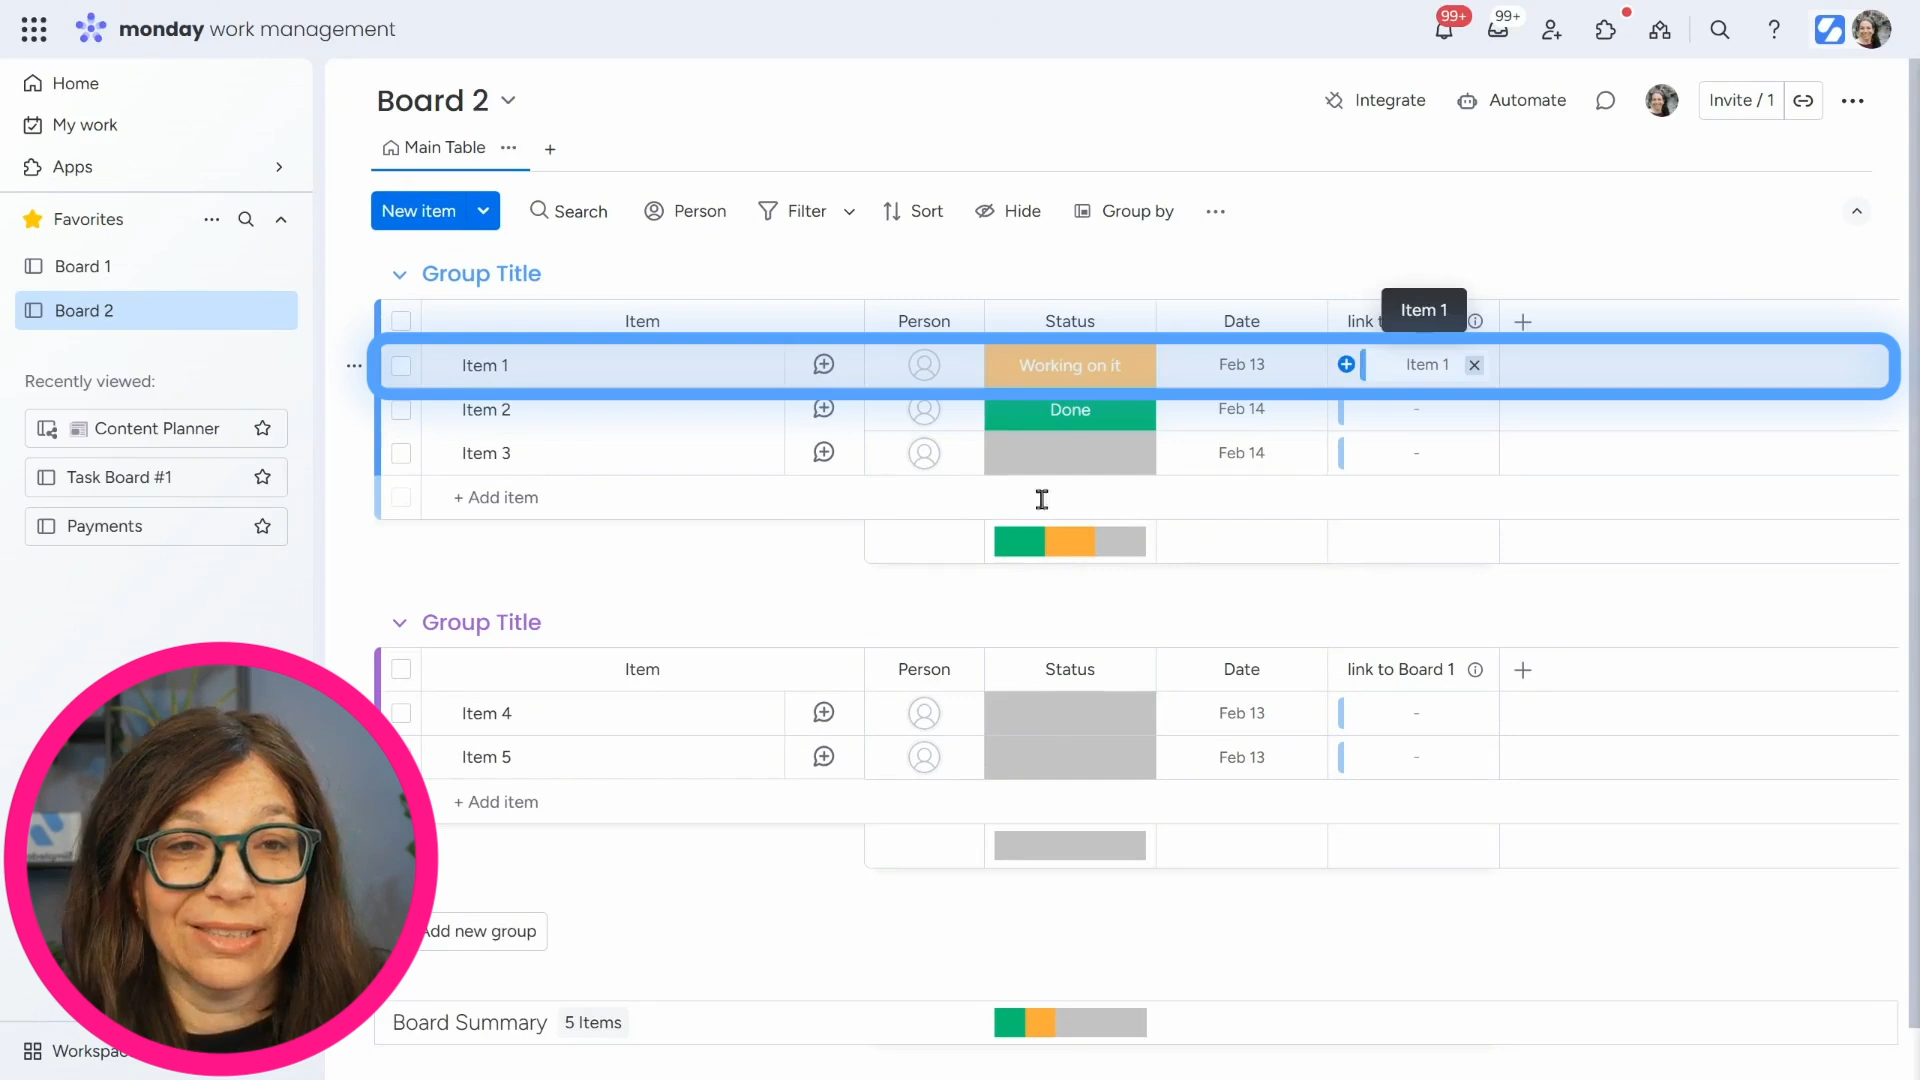 monday work management
99+
99+
Home
My work
Apps
Favorites
Board 1
Board 2
Recently viewed:
Content Planner
Task Board #1
Payments
Board 2
Integrate
Automate
Invite / 1
Main Table
New item
Search
Person
Filter
Sort
Hide
Group by
Group Title
Item
Person
Status
Date
link t
Item 1
Item 1
Working on it
Feb 13
Item 1
Item 2
Done
Feb 14
-
Item 3
Feb 14
-
+ Add item
Group Title
Item
Person
Status
Date
link to Board 1
Item 4
Feb 13
-
Item 5
Feb 13
-
+ Add item
Add new group
Board Summary
5 Items